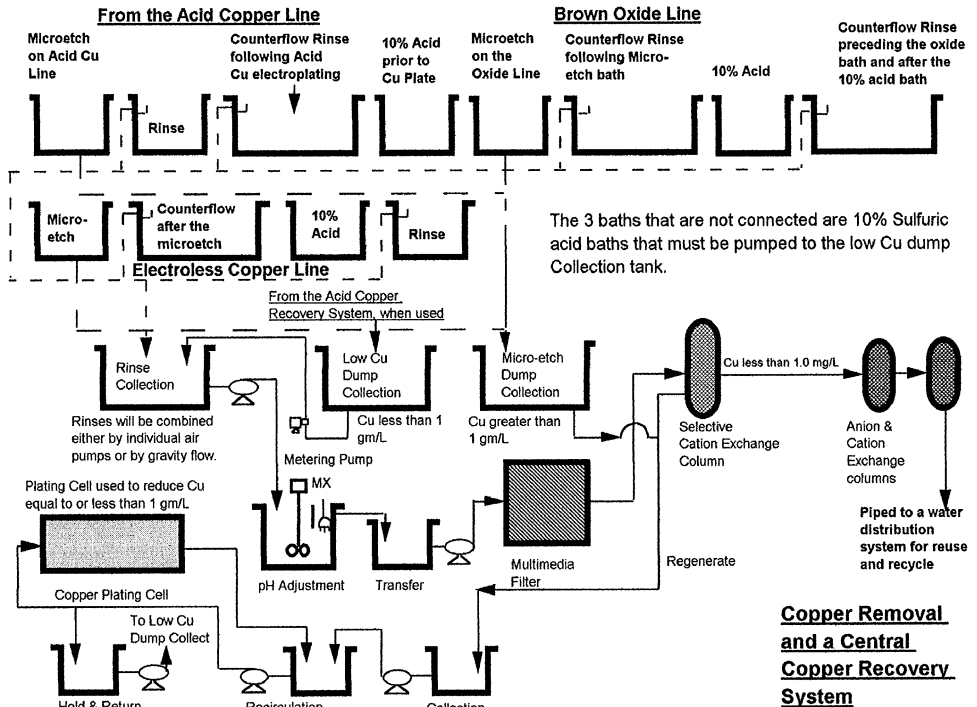 From the Acid Copper Line
Brown Oxide Line
Microetch
on Acid Cu
Line
Counterflow Rinse
following Acid
Cu electroplating
10% Acid
prior to
Cu Plate
Microetch
on the
Oxide Line
Counterflow Rinse
following Micro-
etch bath
10% Acid
Counterflow Rinse
preceding the oxide
bath and after the
10% acid bath
Rinse
Micro-
etch
Counterflow
after the
microetch
10%
Acid
Rinse
Electroless Copper Line
The 3 baths that are not connected are 10% Sulfuric
acid baths that must be pumped to the low Cu dump
Collection tank.
From the Acid Copper
Recovery System, when used
Rinse
Collection
Low Cu
Dump
Collection
Micro-etch
Dump
Collection
Cu less than 1.0 mg/L
Rinses will be combined
either by individual air
pumps or by gravity flow.
Cu less than 1
gm/L
Cu greater than
1 gm/L
Selective
Cation Exchange
Column
Anion &
Cation
Exchange
columns
Metering Pump
MX
Plating Cell used to reduce Cu
equal to or less than 1 gm/L
Piped to a water
distribution
system for reuse
and recycle
pH Adjustment
Transfer
Multimedia
Filter
Regenerate
Copper Plating Cell
To Low Cu
Dump Collect
Copper Removal
and a Central
Copper Recovery
System
Hold & Return
Recirculation
Collection